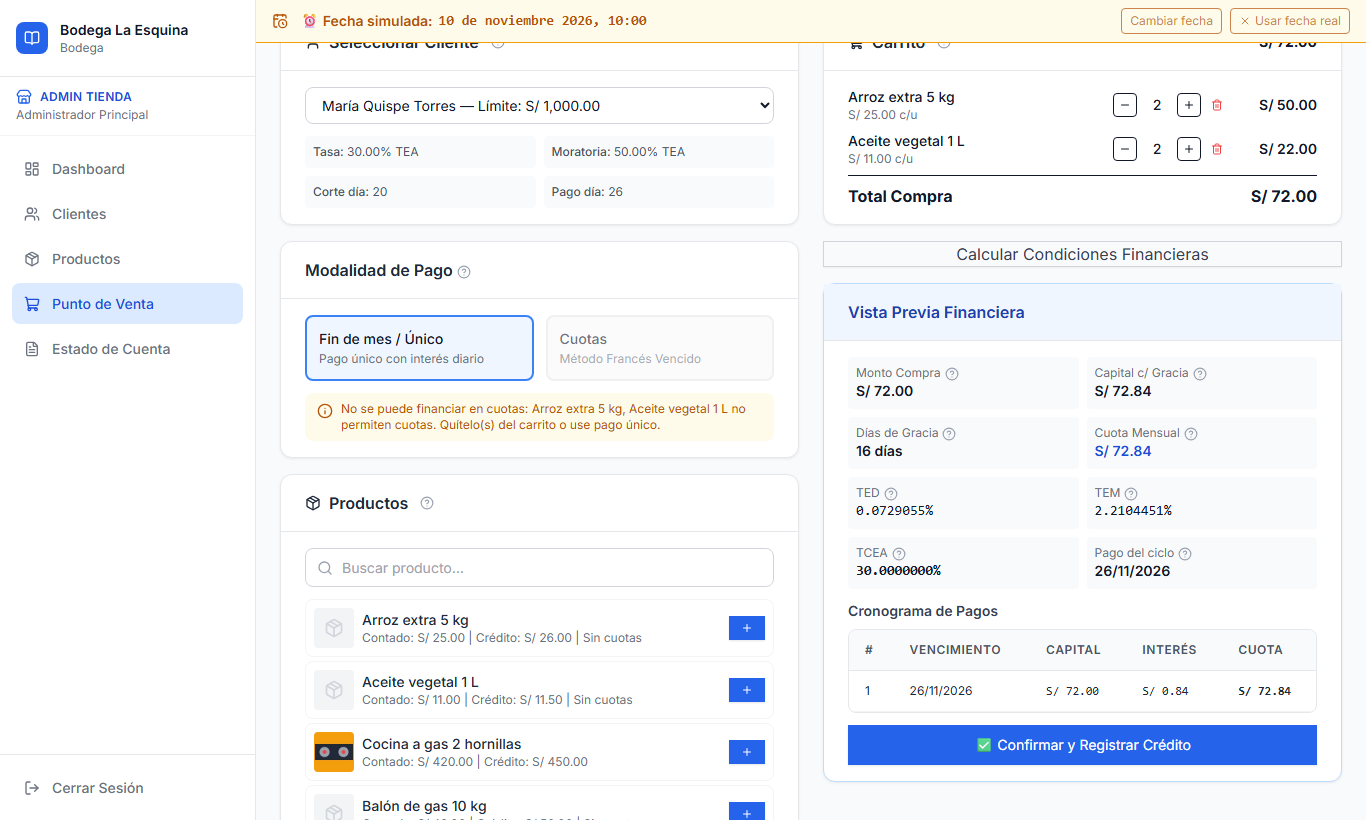 Bodega La Esquina
Bodega
ADMIN TIENDA
Administrador Principal
Dashboard
Clientes
Productos
Punto de Venta
Estado de Cuenta
Cerrar Sesión
⏰ Fecha simulada: 10 de noviembre 2026, 10:00
Cambiar fecha
× Usar fecha real
Seleccionar Cliente
María Quispe Torres — Límite: S/ 1,000.00
Tasa: 30.00% TEA
Moratoria: 50.00% TEA
Corte día: 20
Pago día: 26
Modalidad de Pago
Fin de mes / Único
Pago único con interés diario
Cuotas
Método Francés Vencido
No se puede financiar en cuotas: Arroz extra 5 kg, Aceite vegetal 1 L no
permiten cuotas. Quítelo(s) del carrito o use pago único.
Productos
Buscar producto...
Arroz extra 5 kg
Contado: S/ 25.00 | Crédito: S/ 26.00 | Sin cuotas
+
Aceite vegetal 1 L
Contado: S/ 11.00 | Crédito: S/ 11.50 | Sin cuotas
+
Cocina a gas 2 hornillas
Contado: S/ 420.00 | Crédito: S/ 450.00
+
Balón de gas 10 kg
+
Carrito
S/ 72.00
Arroz extra 5 kg
S/ 25.00 c/u
− 2 +
S/ 50.00
Aceite vegetal 1 L
S/ 11.00 c/u
− 2 +
S/ 22.00
Total Compra
S/ 72.00
Calcular Condiciones Financieras
Vista Previa Financiera
Monto Compra
S/ 72.00
Capital c/ Gracia
S/ 72.84
Días de Gracia
16 días
Cuota Mensual
S/ 72.84
TED
0.0729055%
TEM
2.2104451%
TCEA
30.0000000%
Pago del ciclo
26/11/2026
Cronograma de Pagos
# VENCIMIENTO CAPITAL INTERÉS CUOTA
1 26/11/2026 S/ 72.00 S/ 0.84 S/ 72.84
✅ Confirmar y Registrar Crédito